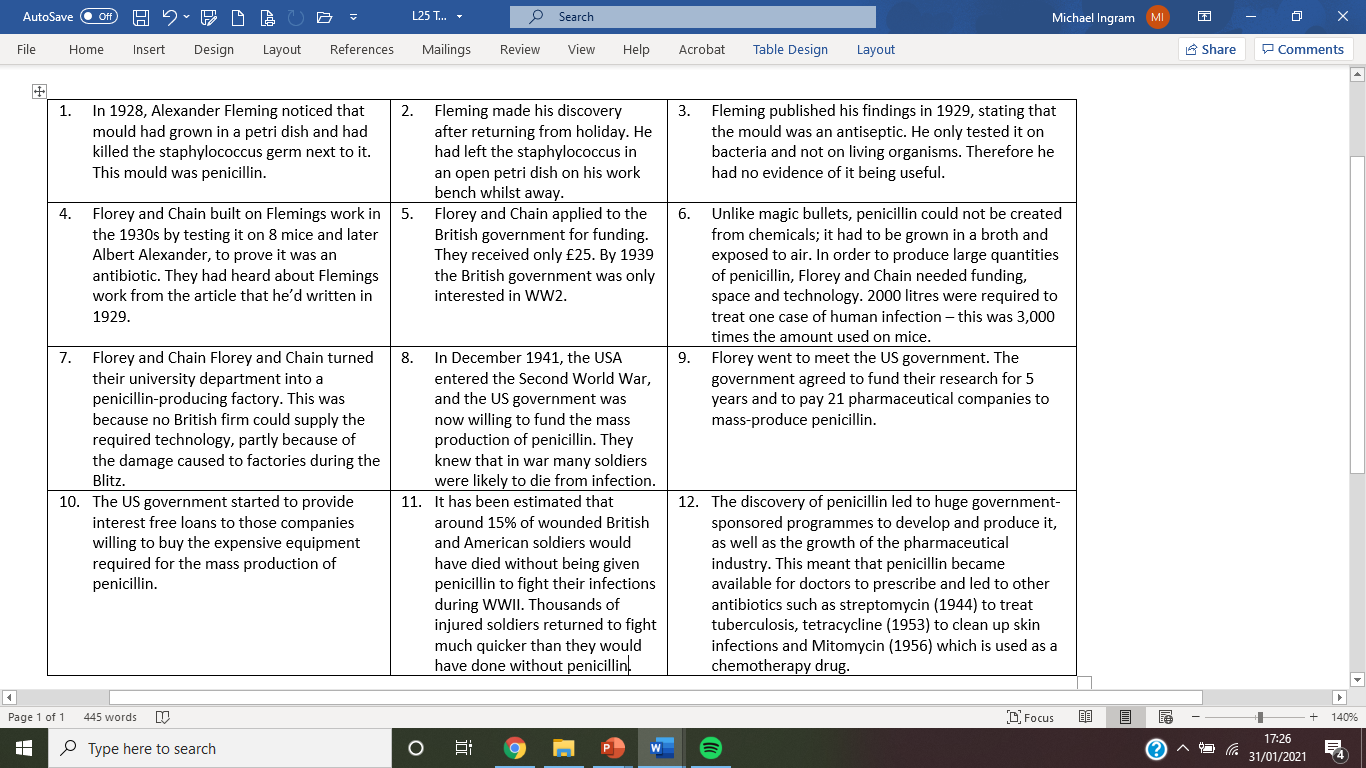 AutoSave Off L25 T... Search Michael Ingram MI
File Home Insert Design Layout References Mailings Review View Help Acrobat Table Design Layout Share Comments
1. In 1928, Alexander Fleming noticed that
mould had grown in a petri dish and had
killed the staphylococcus germ next to it.
This mould was penicillin.
2. Fleming made his discovery
after returning from holiday. He
had left the staphylococcus in
an open petri dish on his work
bench whilst away.
3. Fleming published his findings in 1929, stating that
the mould was an antiseptic. He only tested it on
bacteria and not on living organisms. Therefore he
had no evidence of it being useful.
4. Florey and Chain built on Flemings work in
the 1930s by testing it on 8 mice and later
Albert Alexander, to prove it was an
antibiotic. They had heard about Flemings
work from the article that he’d written in
1929.
5. Florey and Chain applied to the
British government for funding.
They received only £25. By 1939
the British government was only
interested in WW2.
6. Unlike magic bullets, penicillin could not be created
from chemicals; it had to be grown in a broth and
exposed to air. In order to produce large quantities
of penicillin, Florey and Chain needed funding,
space and technology. 2000 litres were required to
treat one case of human infection – this was 3,000
times the amount used on mice.
7. Florey and Chain Florey and Chain turned
their university department into a
penicillin-producing factory. This was
because no British firm could supply the
required technology, partly because of
the damage caused to factories during the
Blitz.
8. In December 1941, the USA
entered the Second World War,
and the US government was
now willing to fund the mass
production of penicillin. They
knew that in war many soldiers
were likely to die from infection.
9. Florey went to meet the US government. The
government agreed to fund their research for 5
years and to pay 21 pharmaceutical companies to
mass-produce penicillin.
10. The US government started to provide
interest free loans to those companies
willing to buy the expensive equipment
required for the mass production of
penicillin.
11. It has been estimated that
around 15% of wounded British
and American soldiers would
have died without being given
penicillin to fight their infections
during WWII. Thousands of
injured soldiers returned to fight
much quicker than they would
have done without penicillin.
12. The discovery of penicillin led to huge government-
sponsored programmes to develop and produce it,
as well as the growth of the pharmaceutical
industry. This meant that penicillin became
available for doctors to prescribe and led to other
antibiotics such as streptomycin (1944) to treat
tuberculosis, tetracycline (1953) to clean up skin
infections and Mitomycin (1956) which is used as a
chemotherapy drug.
Page 1 of 1 445 words Focus 140%
Type here to search 17:26
31/01/2021 4